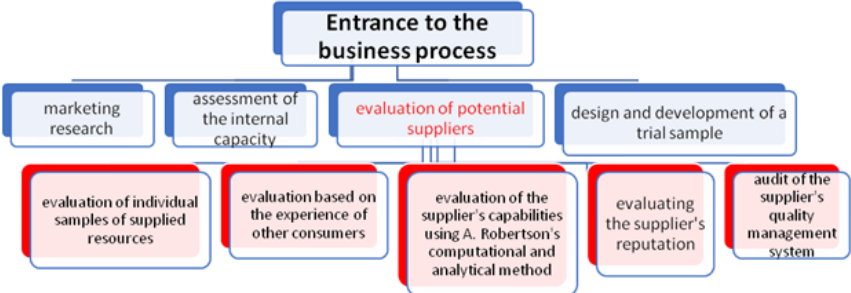 Entrance to the
business process
marketing
research
assessment of
the internal
capacity
evaluation of potential
suppliers
design and development of a
trial sample
evaluation of individual
samples of supplied
resources
evaluation based on
the experience of
other consumers
evaluation of the
supplier's capabilities
using A. Robertson's
computational and
analytical method
evaluating
the supplier's
reputation
audit of the
supplier's
quality
management
system